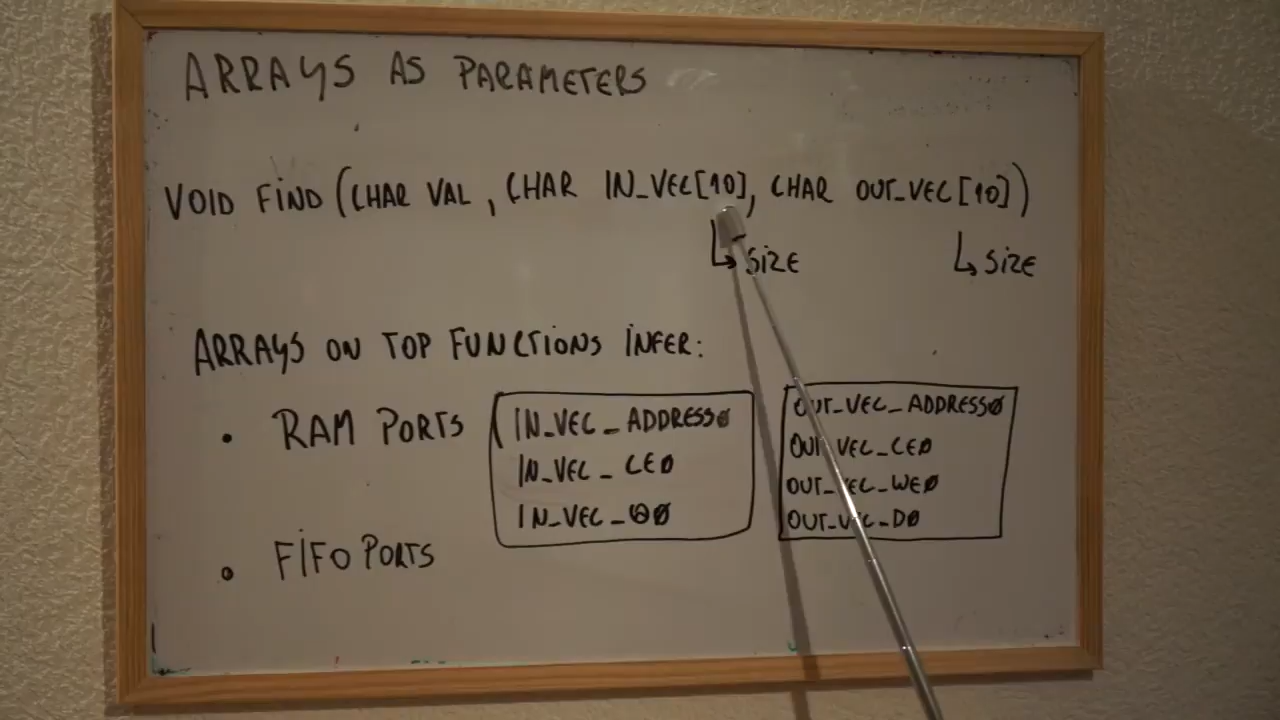 ARRAYS AS PARAMETERS
VOID FIND (CHAR VAL, CHAR IN_VEC[10], CHAR OUT_VEC[10])
↳ SIZE ↳ SIZE
ARRAYS ON TOP FUNCTIONS INFER:
• RAM PORTS
IN_VEC_ADDRESS0
IN_VEC_CE0
IN_VEC_Q0
OUT_VEC_ADDRESS0
OUT_VEC_CE0
OUT_VEC_WE0
OUT_VEC_D0
• FIFO PORTS